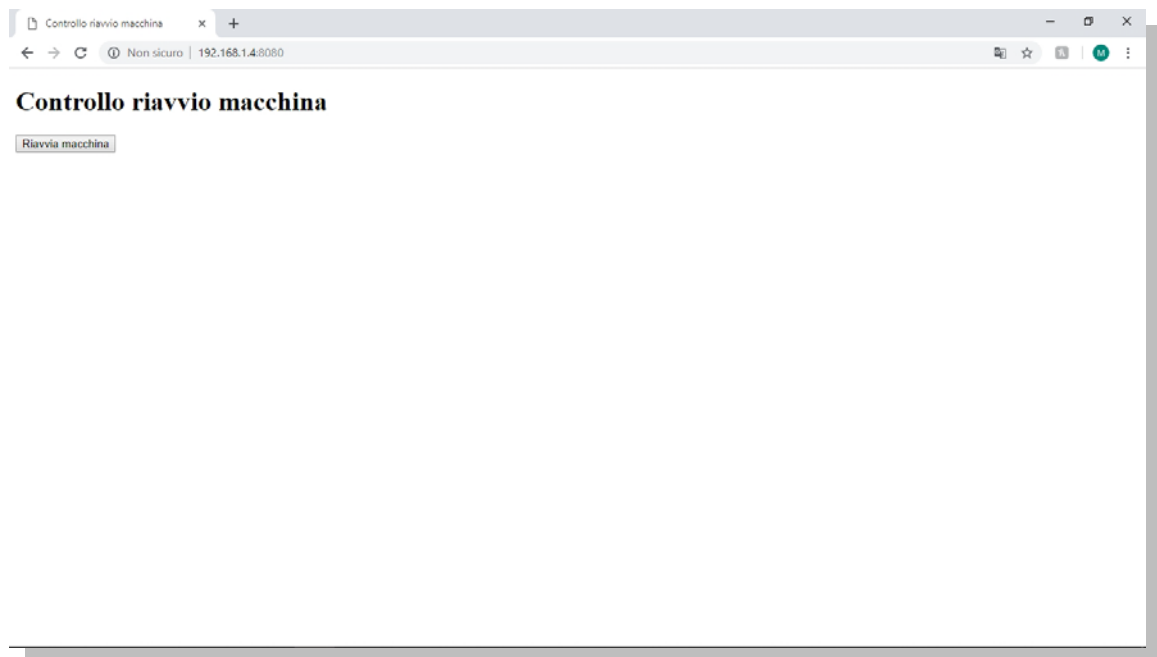 Controllo riavvio macchina
Non sicuro | 192.168.1.4:8080
M
Controllo riavvio macchina
Riavvia macchina